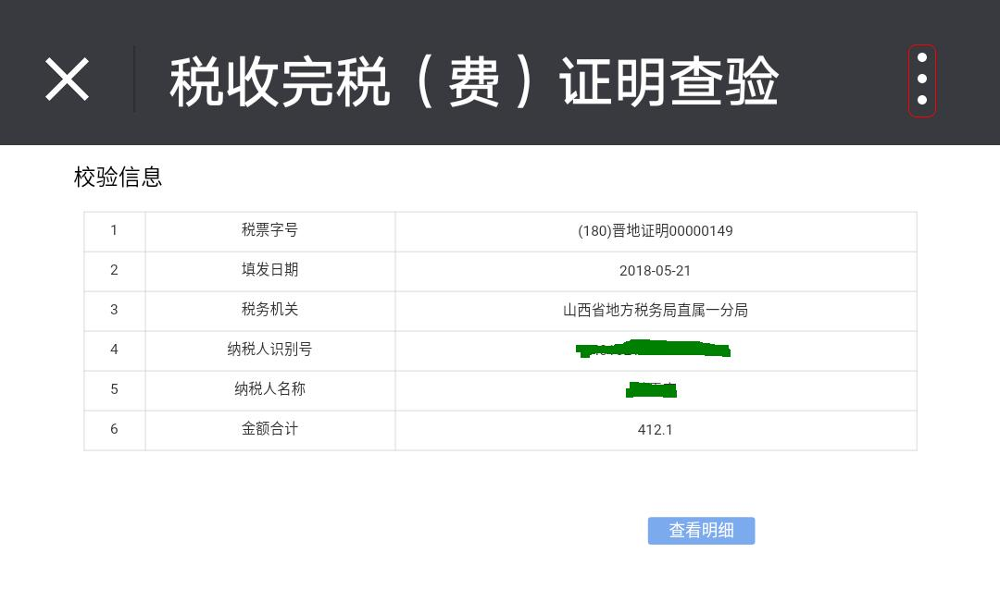 税收完税（费）证明查验
校验信息
1 税票字号 (180)晋地证明00000149
2 填发日期 2018-05-21
3 税务机关 山西省地方税务局直属一分局
4 纳税人识别号
5 纳税人名称
6 金额合计 412.1
查看明细